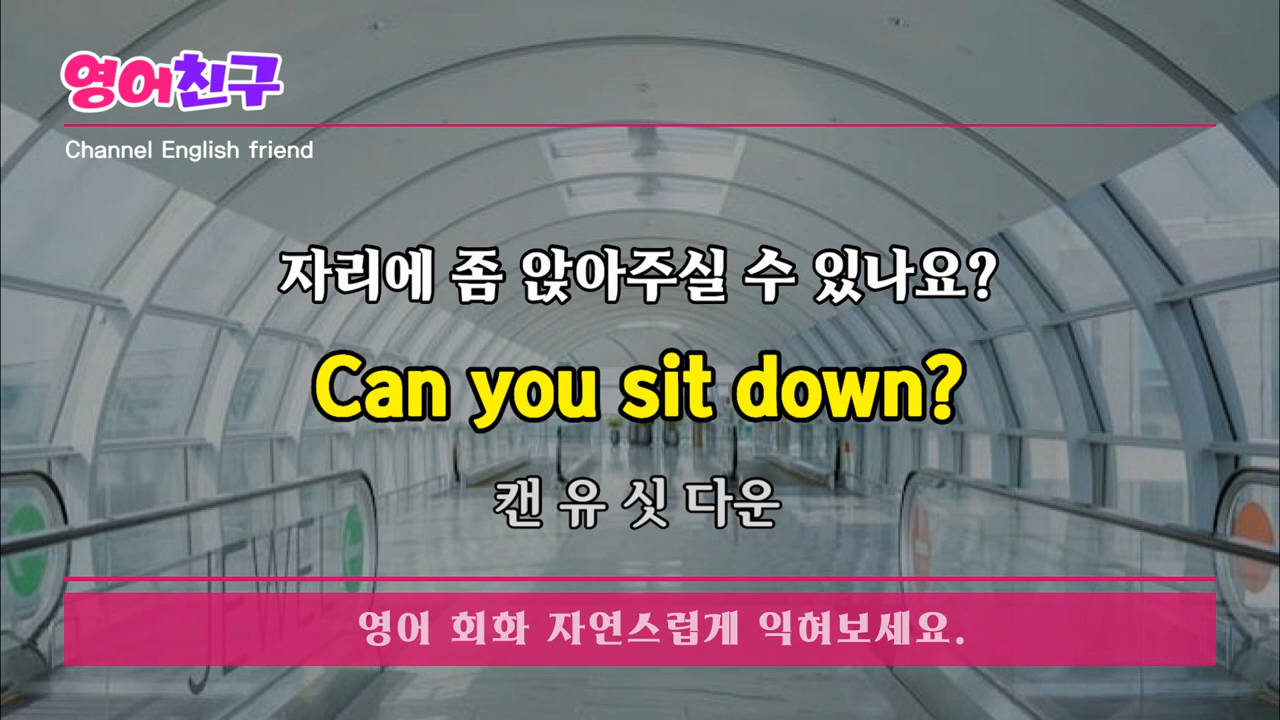 영어친구
Channel English friend
자리에 좀 앉아주실 수 있나요?
Can you sit down?
캔 유 싯 다운
JEWEL
영어 회화 자연스럽게 익혀보세요.